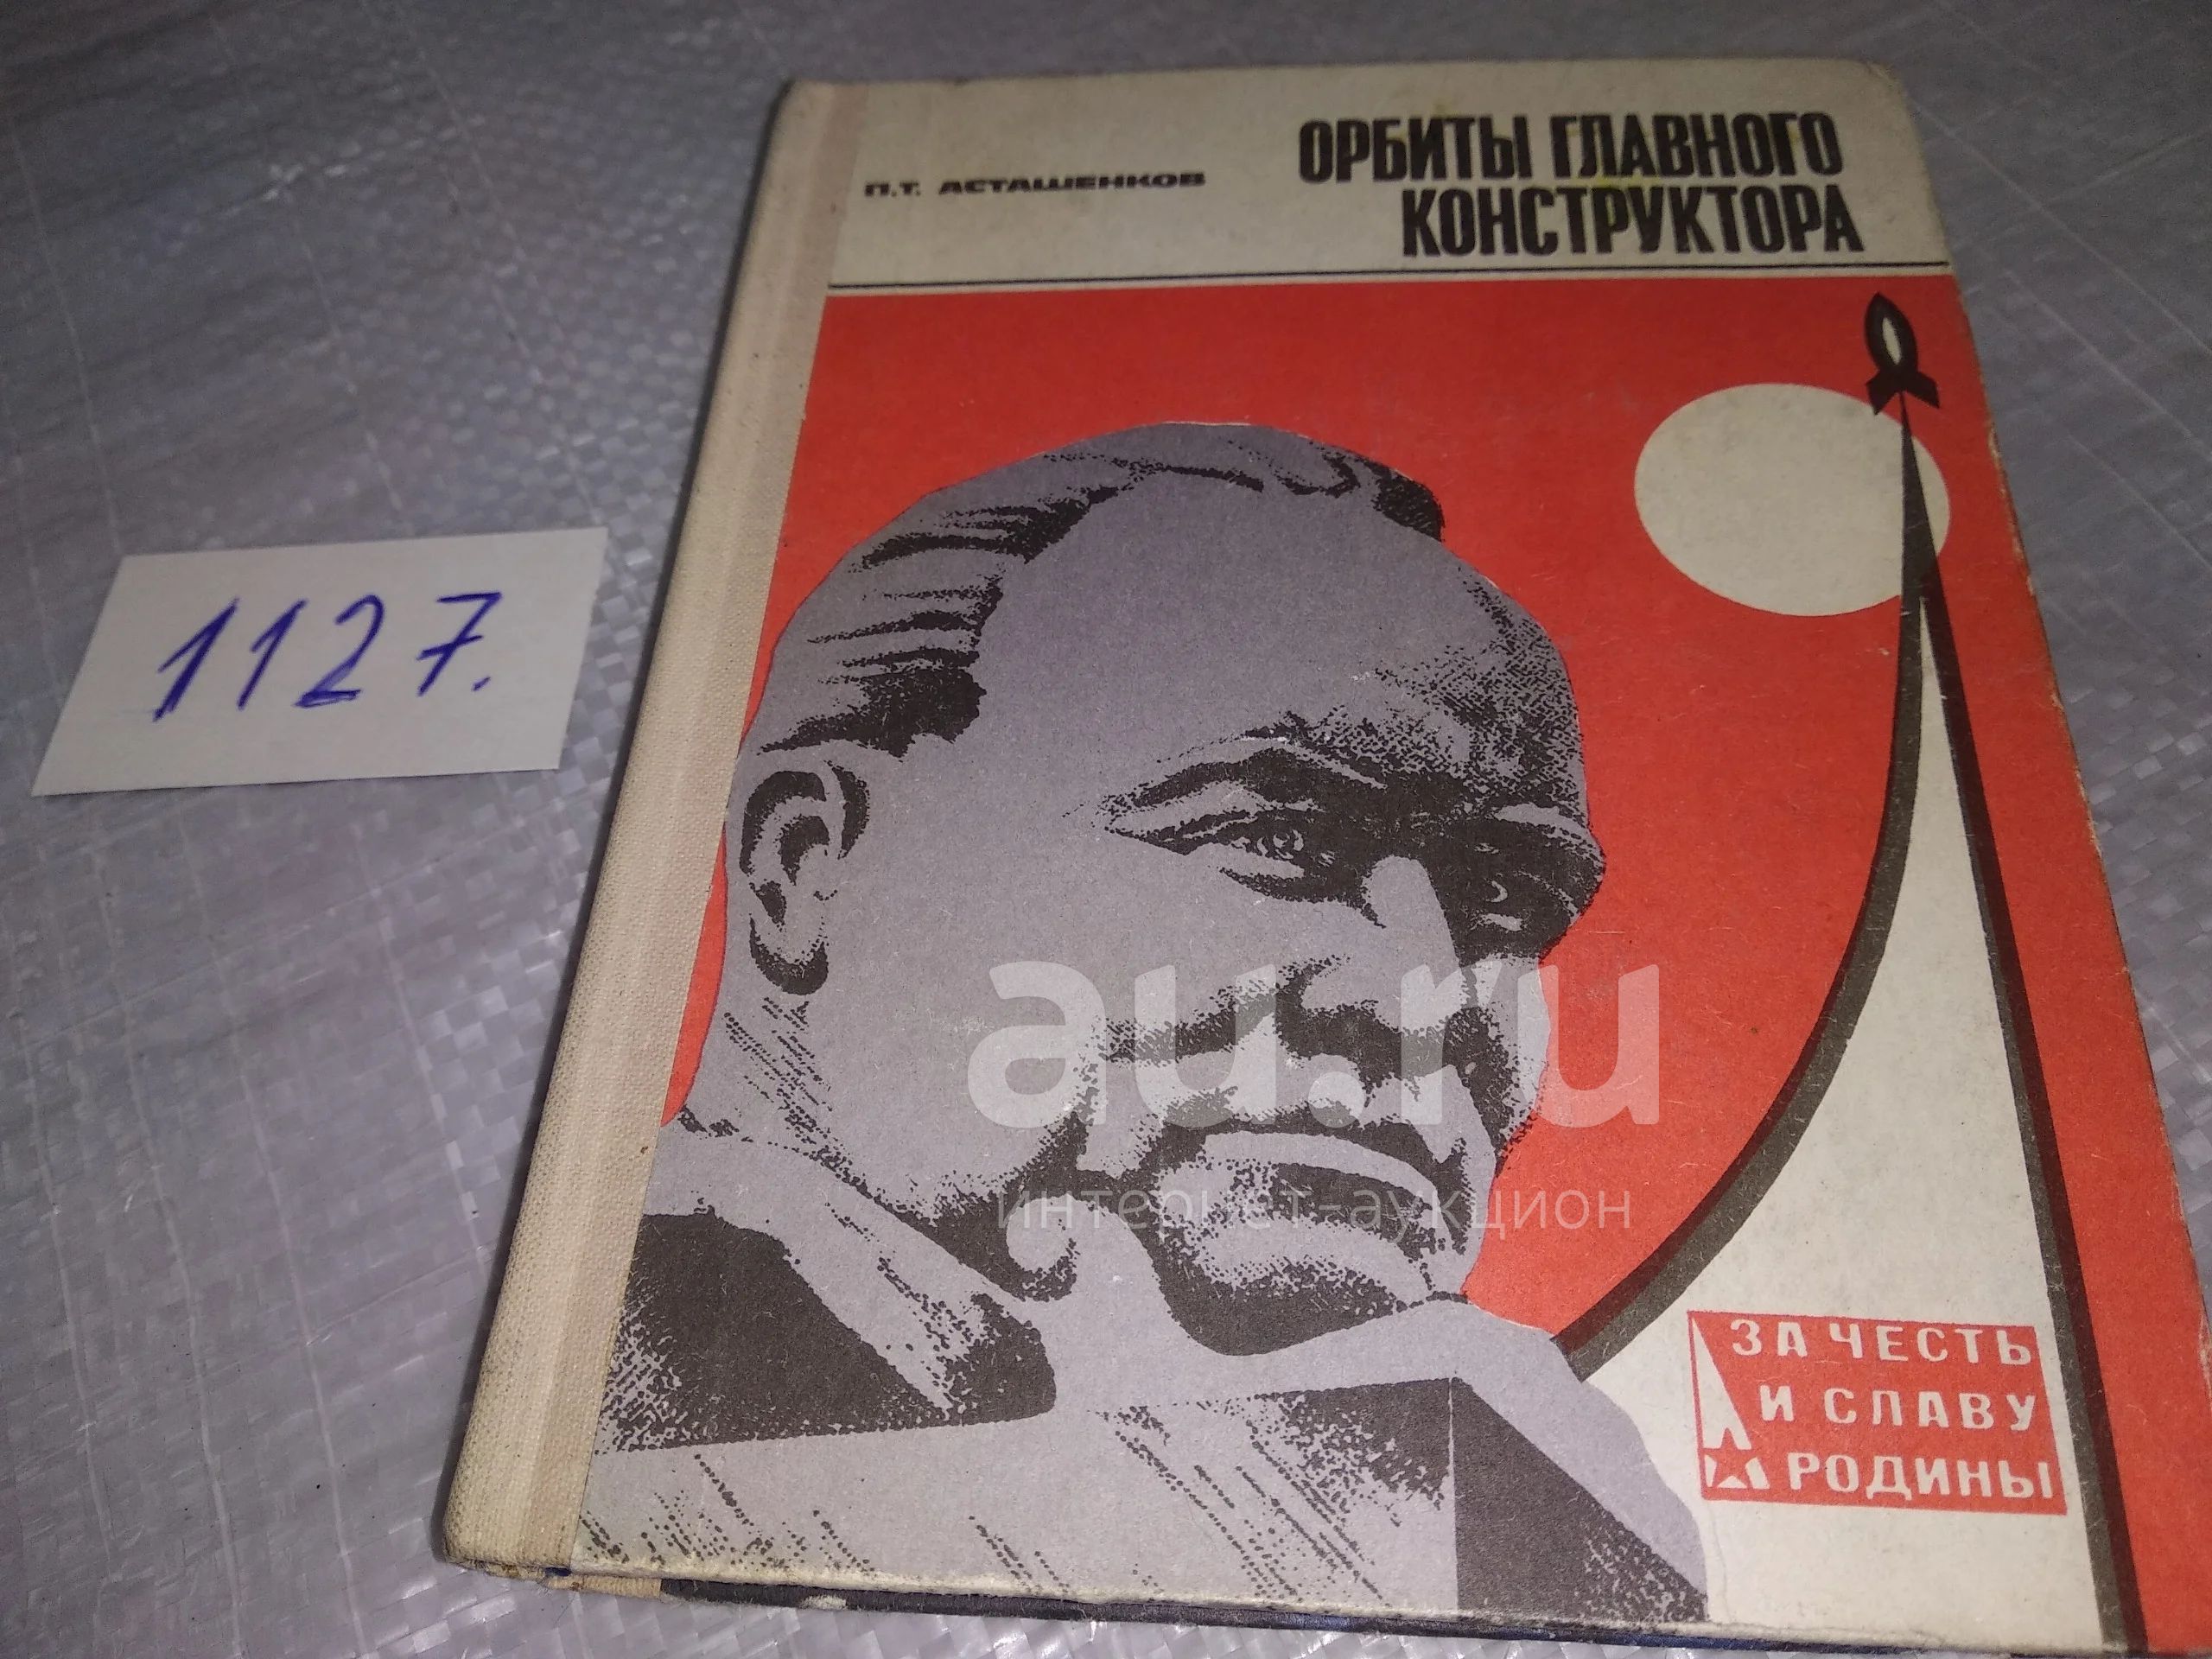 П.Т. АСТАШЕНКОВ
ОРБИТЫ ГЛАВНОГО
КОНСТРУКТОРА
1127.
au.ru
интернет-аукцион
ЗА ЧЕСТЬ
И СЛАВУ
РОДИНЫ